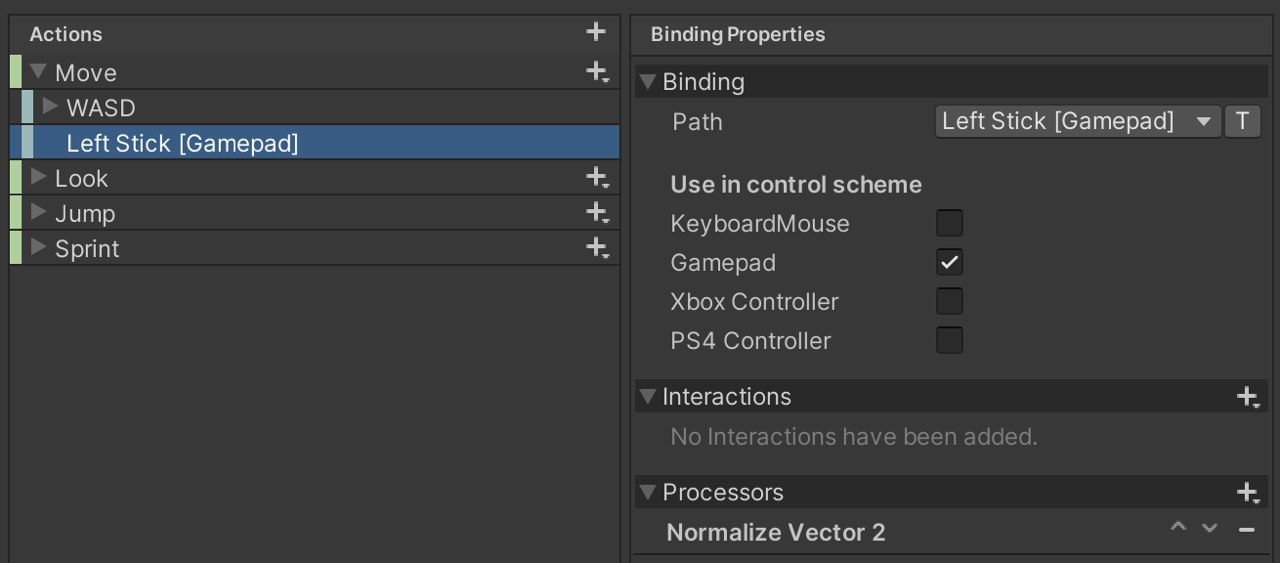 Actions
Move
WASD
Left Stick [Gamepad]
Look
Jump
Sprint
Binding Properties
Binding
Path Left Stick [Gamepad] T
Use in control scheme
KeyboardMouse
Gamepad
Xbox Controller
PS4 Controller
Interactions
No Interactions have been added.
Processors
Normalize Vector 2